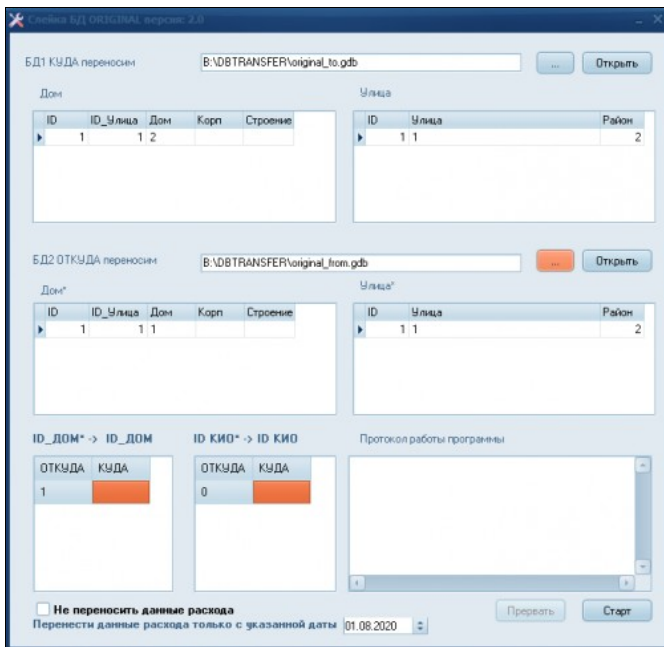 Слейка БД ORIGINAL версия: 2.0
БД1 КУДА переносим B:\DBTRANSFER\original_to.gdb ... Открыть
Дом Улица
ID ID_Улица Дом Корп Строение ID Улица Район
1 1 2 1 1 2
БД2 ОТКУДА переносим B:\DBTRANSFER\original_from.gdb ... Открыть
Дом* Улица*
ID ID_Улица Дом Корп Строение ID Улица Район
1 1 1 1 1 2
ID_ДОМ* -> ID_ДОМ ID КИО* -> ID КИО Протокол работы программы
ОТКУДА КУДА ОТКУДА КУДА
1 0
Не переносить данные расхода
Перенести данные расхода только с указанной даты 01.08.2020 Прервать Старт